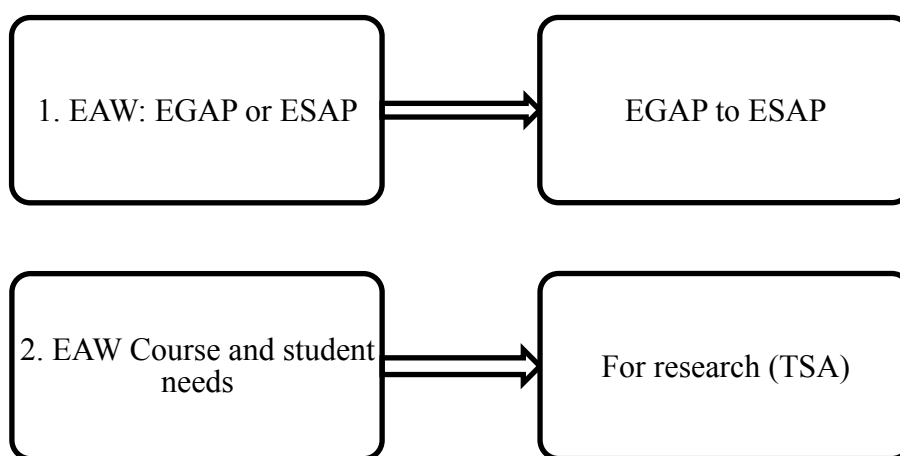 1. EAW: EGAP or ESAP
EGAP to ESAP
2. EAW Course and student
needs
For research (TSA)